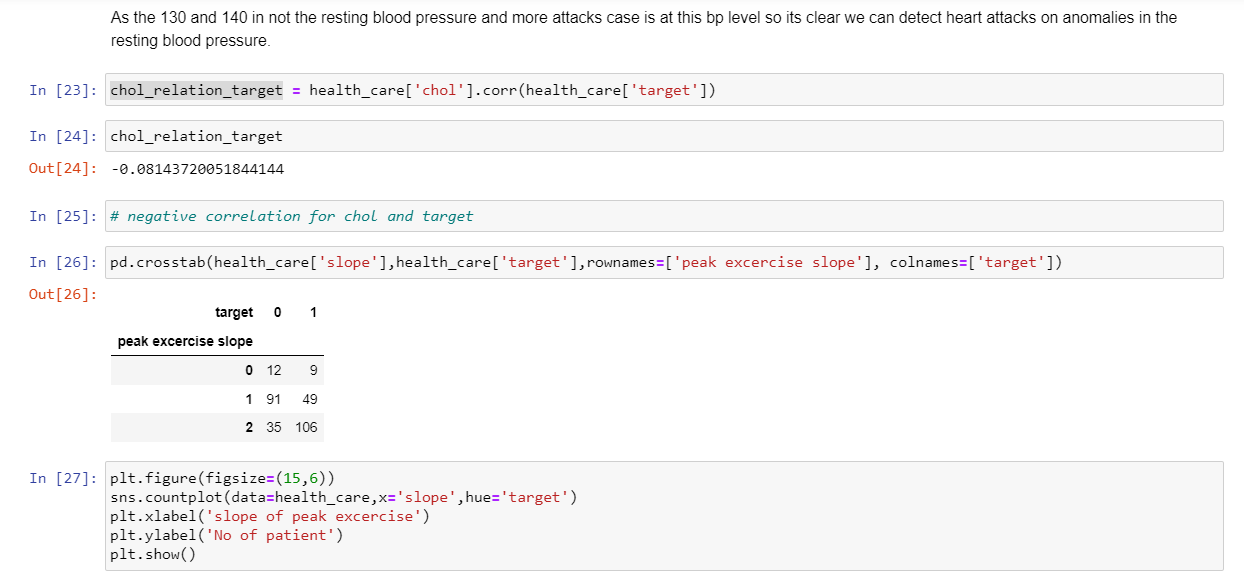 As the 130 and 140 in not the resting blood pressure and more attacks case is at this bp level so its clear we can detect heart attacks on anomalies in the
resting blood pressure.
In [23]: chol_relation_target = health_care['chol'].corr(health_care['target'])
In [24]: chol_relation_target
Out[24]: -0.08143720051844144
In [25]: # negative correlation for chol and target
In [26]: pd.crosstab(health_care['slope'],health_care['target'],rownames=['peak excercise slope'], colnames=['target'])
Out[26]:
target 0 1
peak excercise slope
0 12 9
1 91 49
2 35 106
In [27]: plt.figure(figsize=(15,6))
sns.countplot(data=health_care,x='slope',hue='target')
plt.xlabel('slope of peak excercise')
plt.ylabel('No of patient')
plt.show()